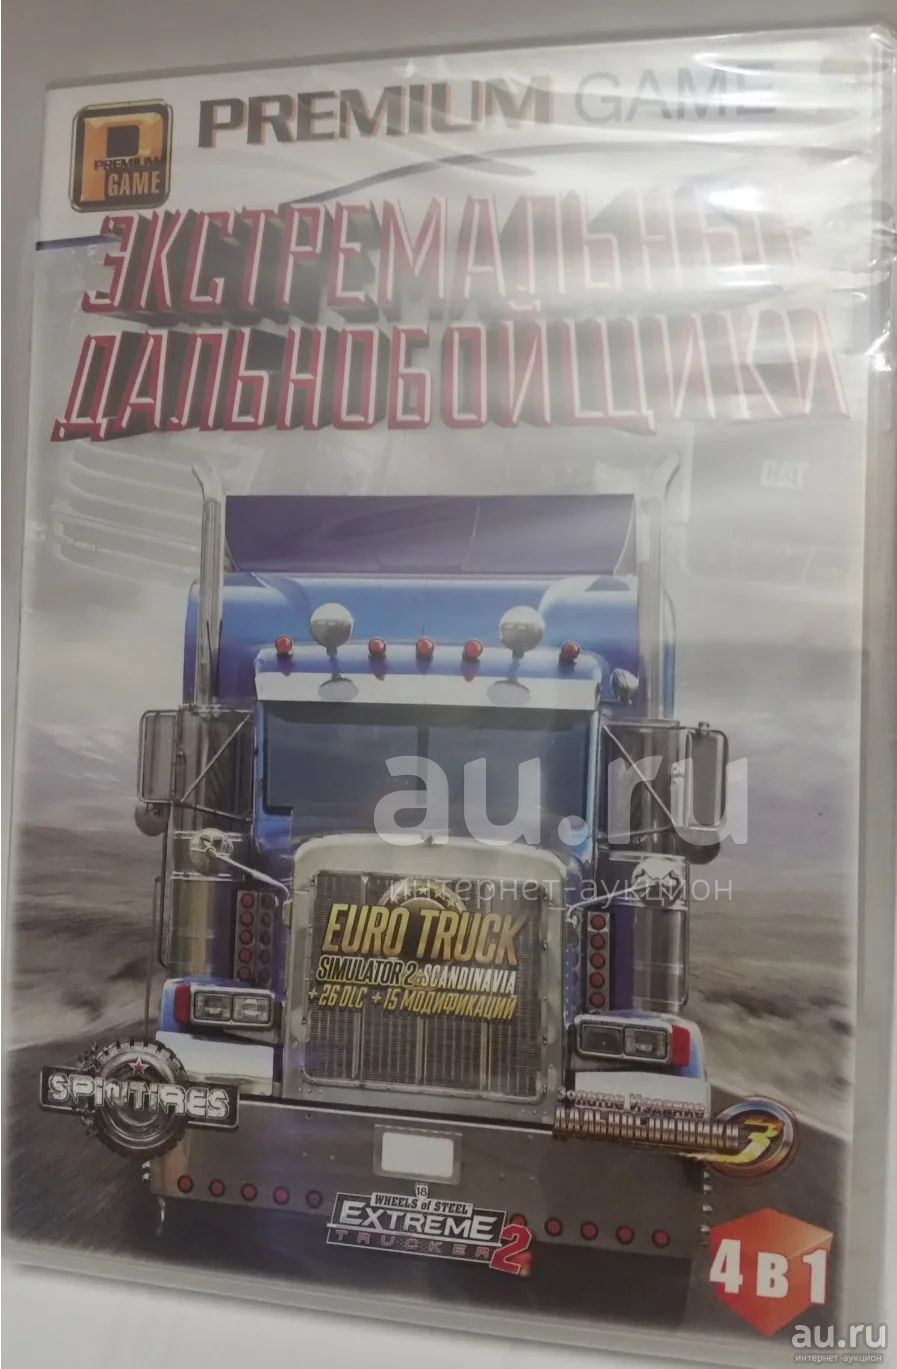 PREMIUM GAME
PREMIUM
GAME
ЭКСТРЕМАЛЬНЫЕ
ДАЛЬНОБОЙЩИКИ
CAT
au.ru
интернет-аукцион
EURO TRUCK
SIMULATOR 2+SCANDINAVIA
+ 26 DLC + 15 МОДИФИКАЦИЙ
SPINTIRES
Золотое Издание
ДАЛЬНОБОЙЩИКИ 3
18
WHEELS of STEEL
EXTREME
TRUCKER 2
4 В 1
au.ru
интернет-аукцион